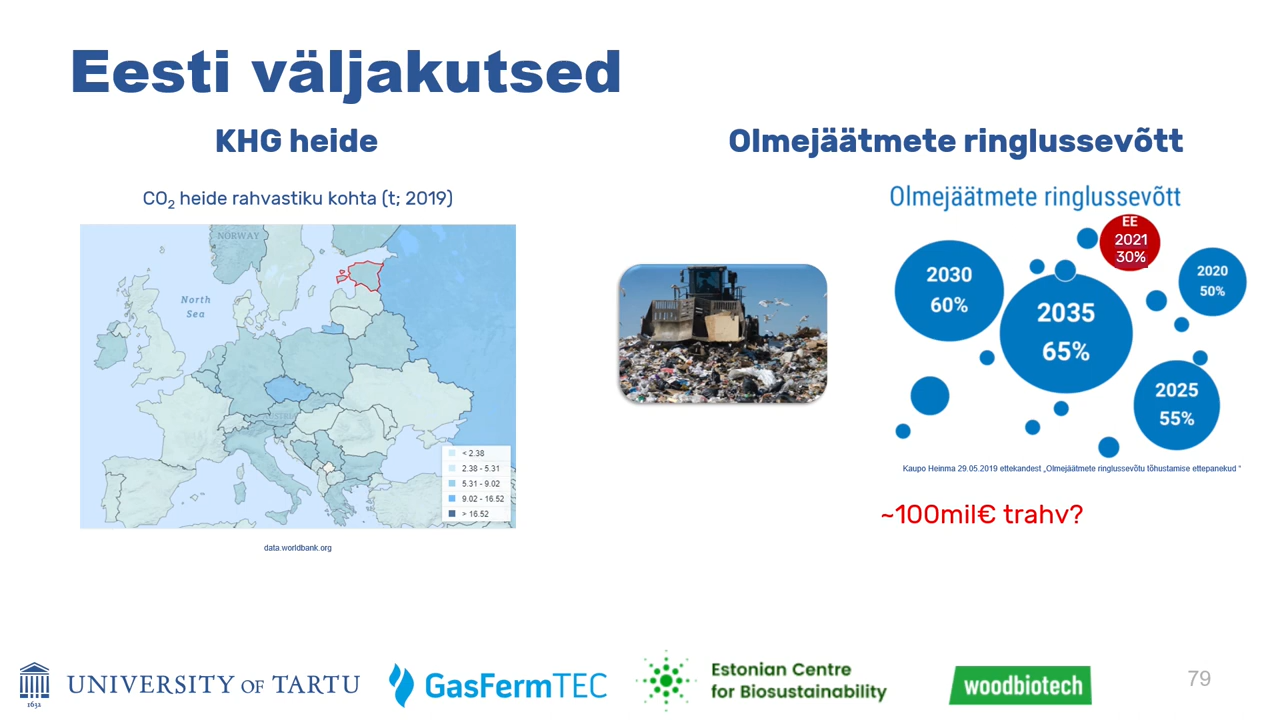 Eesti väljakutsed
KHG heide
CO₂ heide rahvastiku kohta (t; 2019)
NORWAY
North
Sea
< 2.38
2.38 - 5.31
5.31 - 9.02
9.02 - 16.52
> 16.52
data.worldbank.org
Olmejäätmete ringlussevõtt
Olmejäätmete ringlussevõtt
EE
2021
30%
2030
60%
2020
50%
2035
65%
2025
55%
Kaupo Heinma 29.05.2019 ettekandest „Olmejäätmete ringlussevõtu tõhustamise ettepanekud "
~100mil€ trahv?
1632
UNIVERSITY OF TARTU
GasFermTEC
Estonian Centre
for Biosustainability
woodbiotech
79